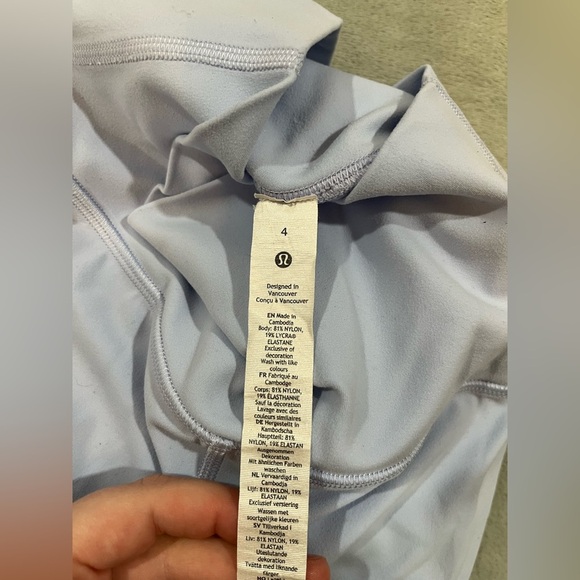 4
Designed in
Vancouver
Conçu à Vancouver
EN Made in
Cambodia
Body: 81% NYLON,
19% LYCRA®
ELASTANE
Exclusive of
decoration
Wash with like
colours
FR Fabriqué au
Cambodge
Corps: 81% NYLON,
19% ÉLASTHANNE
Sauf la décoration
Lavage avec des
couleurs similaires
DE Hergestellt in
Kambodscha
Hauptteil: 81%
NYLON, 19% ELASTAN
Ausgenommen
Dekoration
Mit ähnlichen Farben
waschen
NL Vervaardigd in
Cambodja
Lijf: 81% NYLON, 19%
ELASTAAN
Exclusief versiering
Wassen met
soortgelijke kleuren
SV Tillverkad i
Kambodja
Liv: 81% NYLON, 19%
ELASTAN
Uteslutande
dekoration
Tvätta med liknande
färger